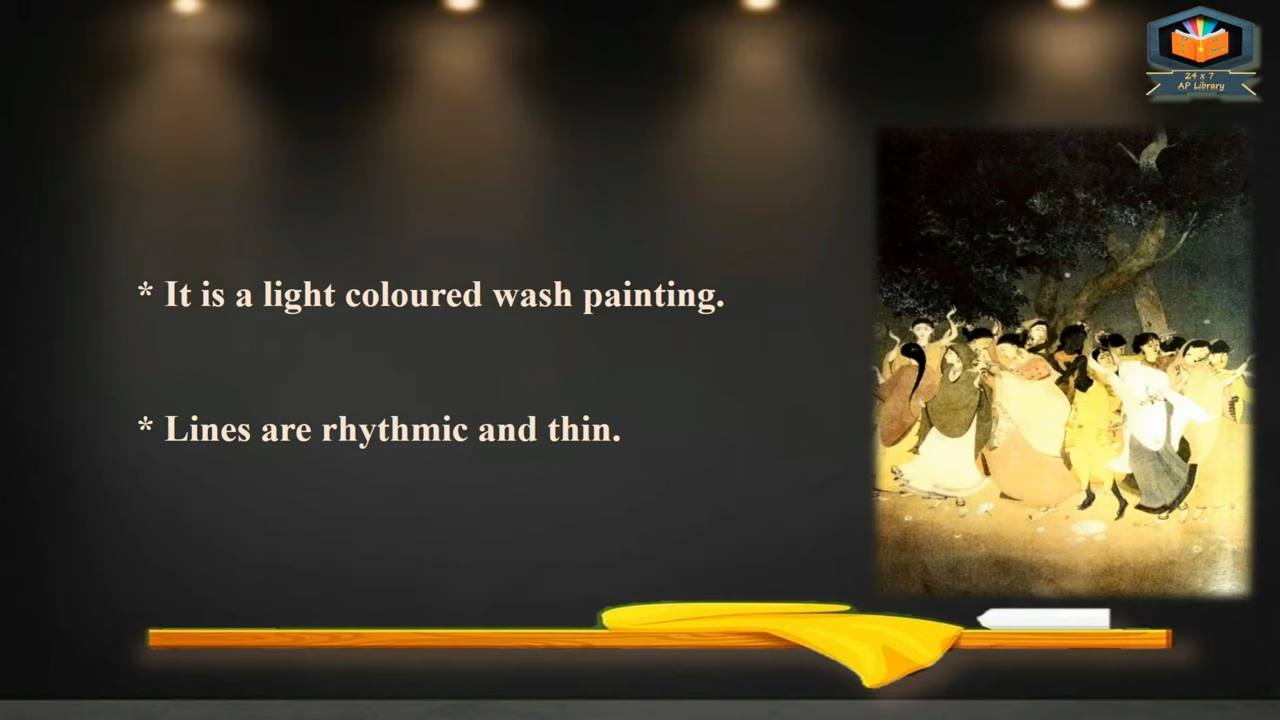 24 x 7
AP Library
* It is a light coloured wash painting.
* Lines are rhythmic and thin.